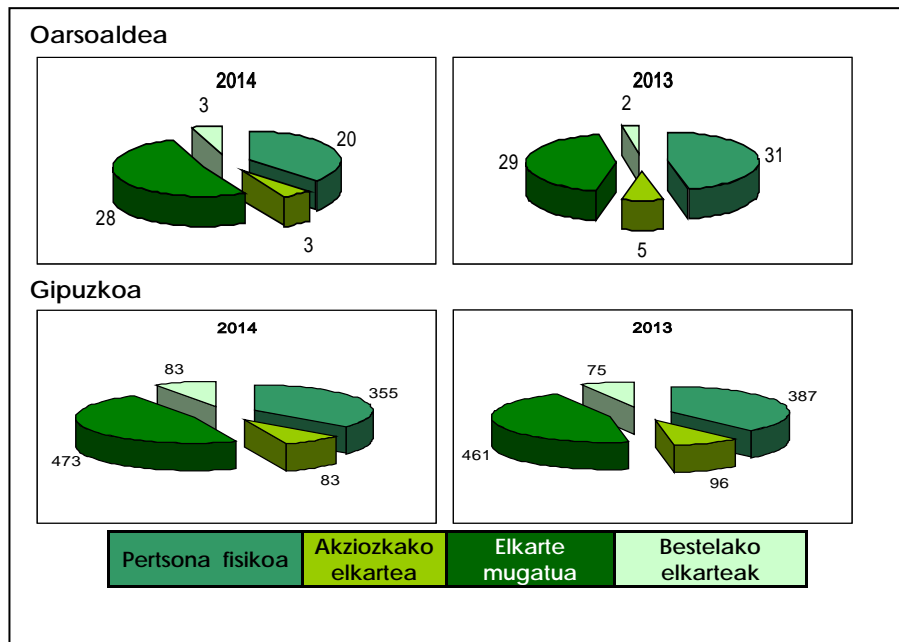 Oarsoaldea
2014
3
20
28
3
2013
2
29
31
5
Gipuzkoa
2014
83
355
473
83
2013
75
387
461
96
Pertsona fisikoa
Akziozkako
elkartea
Elkarte
mugatua
Bestelako
elkarteak